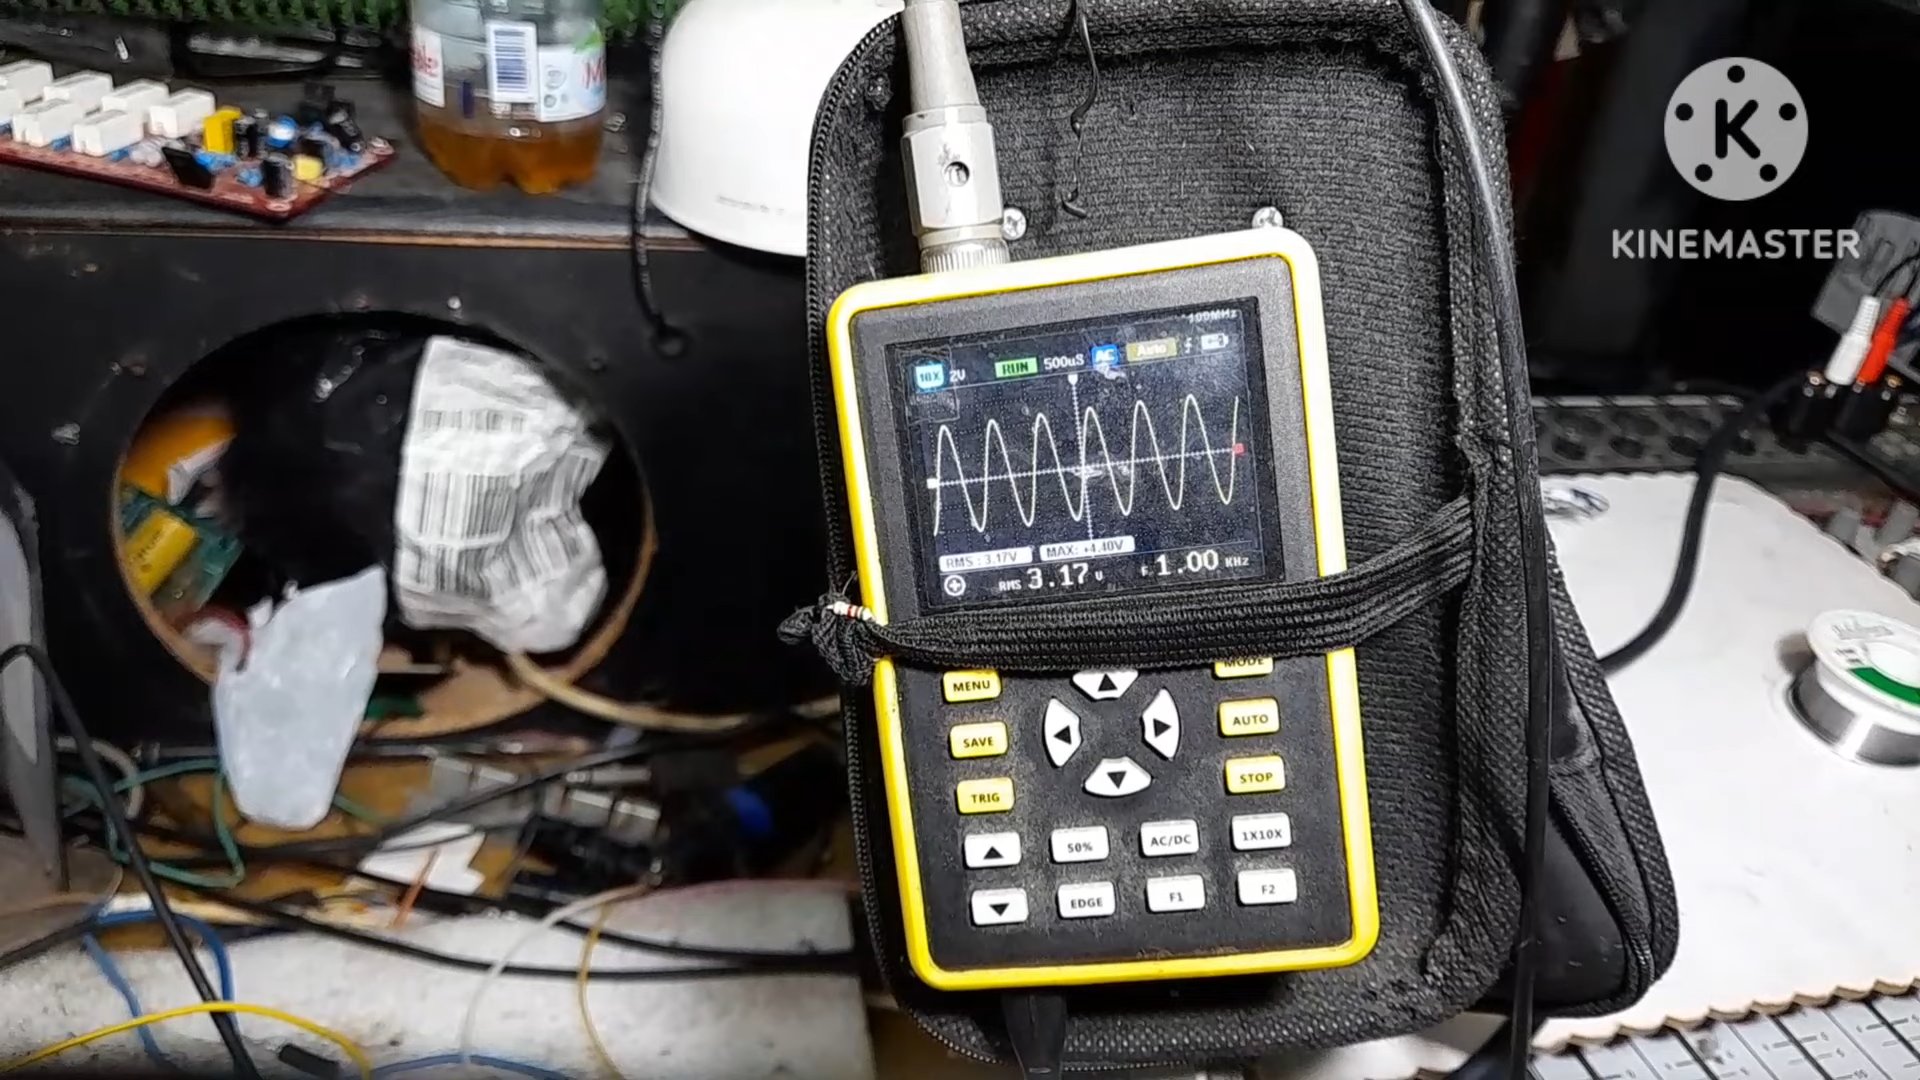 KINEMASTER
100MHz
10X 2V RUN 500uS AC Auto
RMS : 3.17V MAX: +4.40V
RMS 3.17 V F 1.00 KHz
MENU MODE
SAVE AUTO
TRIG STOP
50% AC/DC 1X10X
EDGE F1 F2